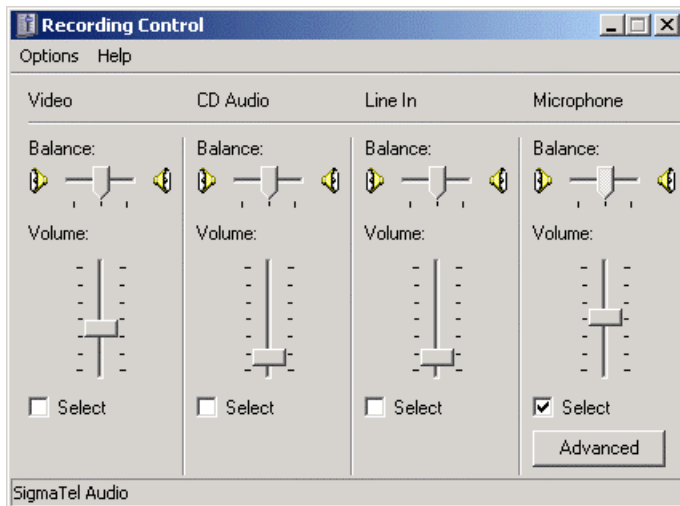 Recording Control
Options Help
Video CD Audio Line In Microphone
Balance: Balance: Balance: Balance:
Volume: Volume: Volume: Volume:
Select Select Select Select
Advanced
SigmaTel Audio